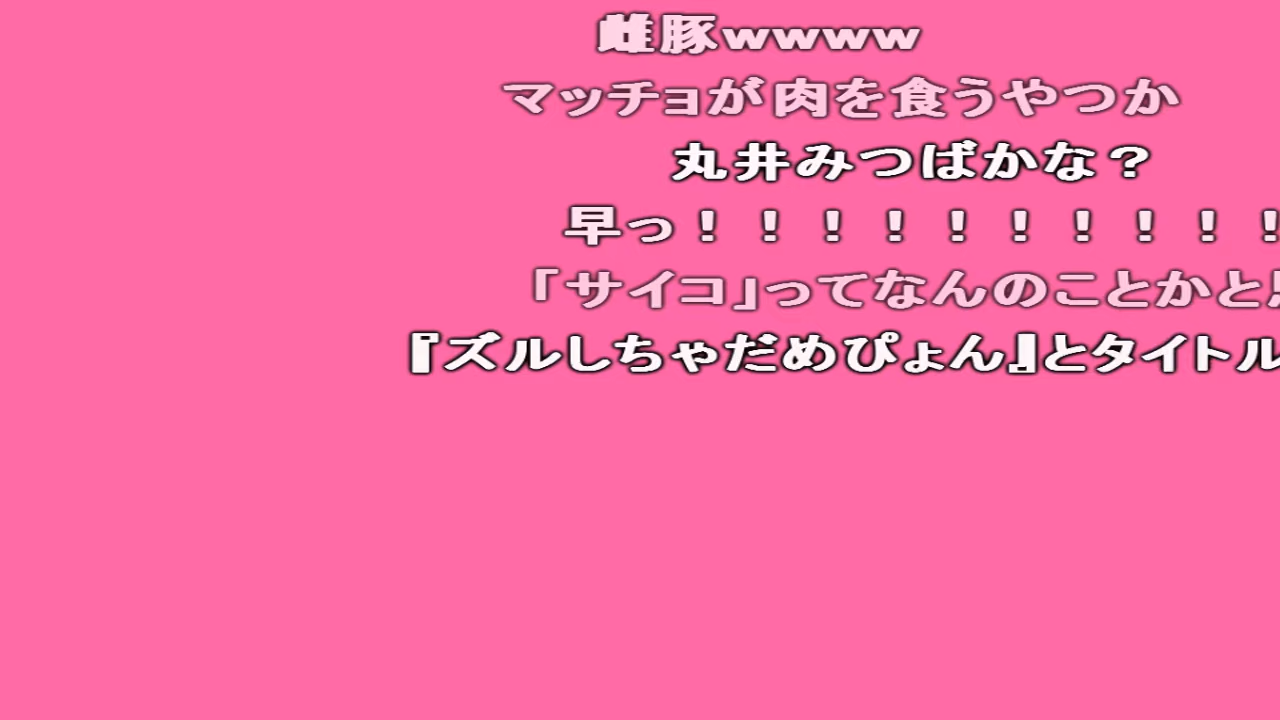 雌豚wwww
マッチョが肉を食うやつか
丸井みつばかな？
早っ！！！！！！！！！！
「サイコ」ってなんのことかと
『ズルしちゃだめぴょん』とタイトル